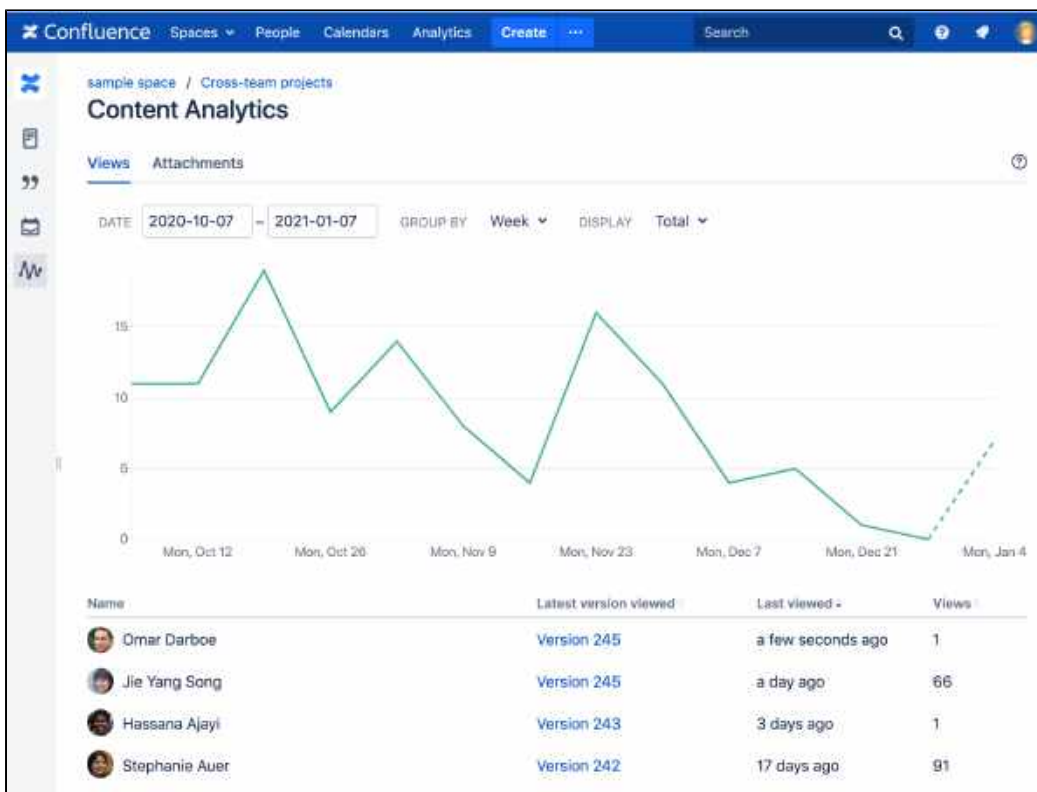 Confluence Spaces People Calendars Analytics Create ... Search
sample space / Cross-team projects
Content Analytics
Views Attachments
DATE 2020-10-07 - 2021-01-07 GROUP BY Week DISPLAY Total
15
10
5
0
Mon, Oct 12 Mon, Oct 26 Mon, Nov 9 Mon, Nov 23 Mon, Dec 7 Mon, Dec 21 Mon, Jan 4
Name Latest version viewed Last viewed Views
Omar Darboe Version 245 a few seconds ago 1
Jie Yang Song Version 245 a day ago 66
Hassana Ajayi Version 243 3 days ago 1
Stephanie Auer Version 242 17 days ago 91